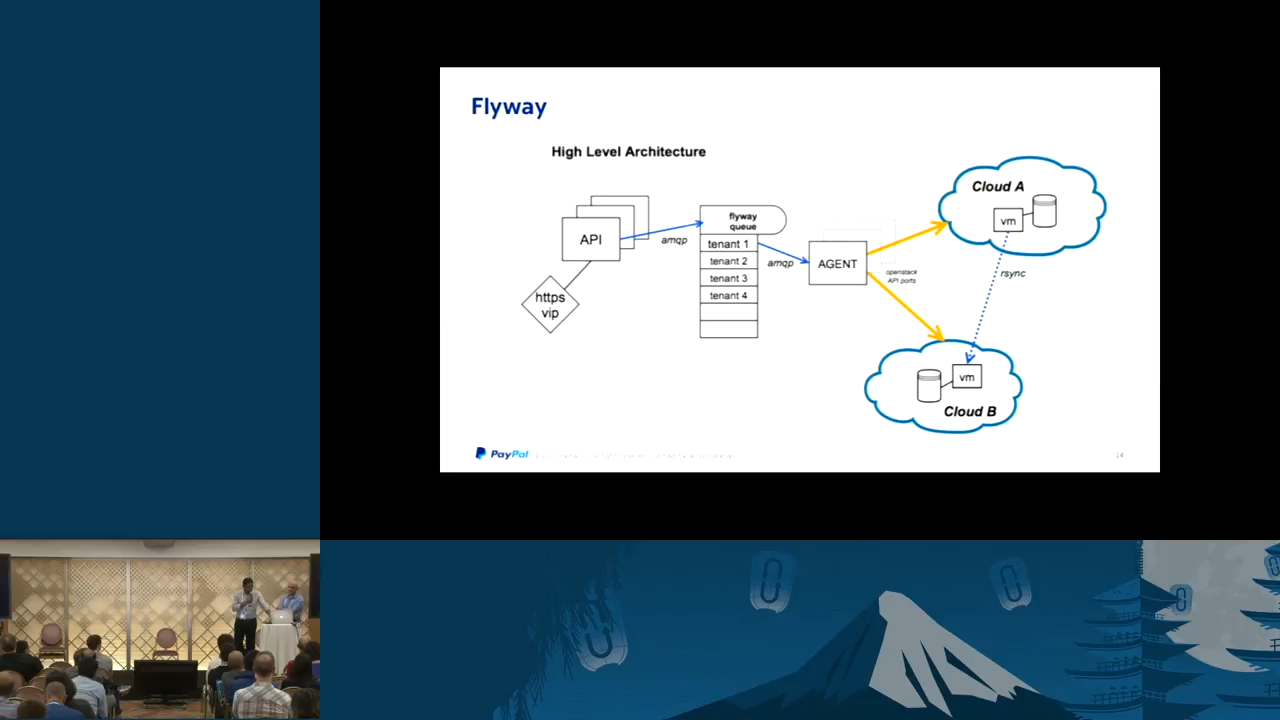 Flyway
High Level Architecture
API
https
vip
amqp
flyway
queue
tenant 1
tenant 2
tenant 3
tenant 4
amqp
AGENT
openstack
API ports
Cloud A
vm
rsync
vm
Cloud B
PayPal
14